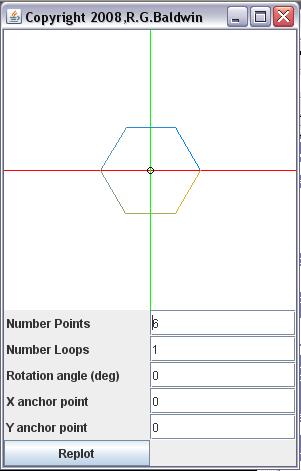 Copyright 2008,R.G.Baldwin
Number Points 6
Number Loops 1
Rotation angle (deg) 0
X anchor point 0
Y anchor point 0
Replot